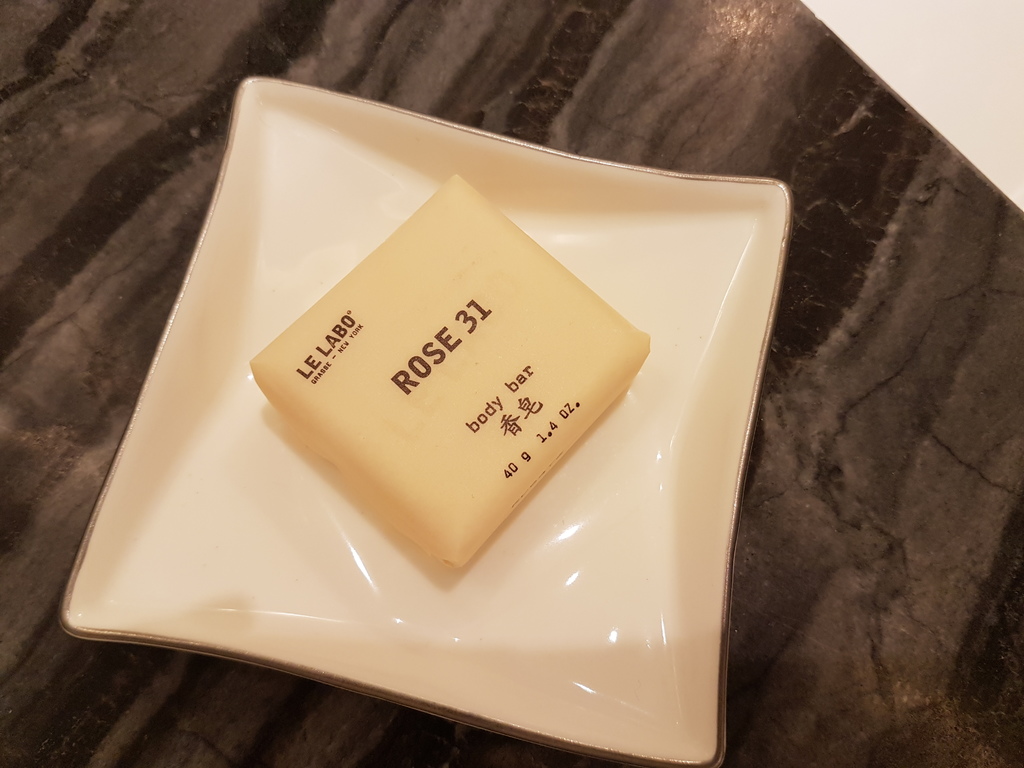 LE LABO®
GRASSE — NEW YORK
ROSE 31
body bar
香皂
40 g 1.4 OZ.